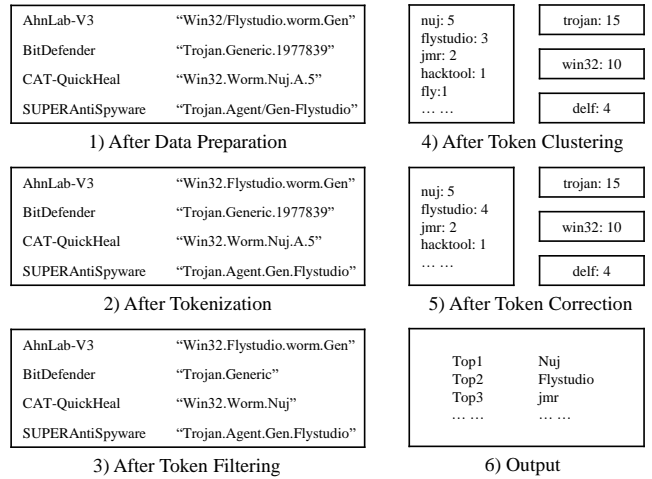 AhnLab-V3 “Win32/Flystudio.worm.Gen”
BitDefender “Trojan.Generic.1977839”
CAT-QuickHeal “Win32.Worm.Nuj.A.5”
SUPERAntiSpyware “Trojan.Agent/Gen-Flystudio”
1) After Data Preparation
AhnLab-V3 “Win32.Flystudio.worm.Gen”
BitDefender “Trojan.Generic.1977839”
CAT-QuickHeal “Win32.Worm.Nuj.A.5”
SUPERAntiSpyware “Trojan.Agent.Gen.Flystudio”
2) After Tokenization
AhnLab-V3 “Win32.Flystudio.worm.Gen”
BitDefender “Trojan.Generic”
CAT-QuickHeal “Win32.Worm.Nuj”
SUPERAntiSpyware “Trojan.Agent.Gen.Flystudio”
3) After Token Filtering
nuj: 5
flystudio: 3
jmr: 2
hacktool: 1
fly:1
… …
trojan: 15
win32: 10
delf: 4
4) After Token Clustering
nuj: 5
flystudio: 4
jmr: 2
hacktool: 1
… …
trojan: 15
win32: 10
delf: 4
5) After Token Correction
Top1 Nuj
Top2 Flystudio
Top3 jmr
… … … …
6) Output